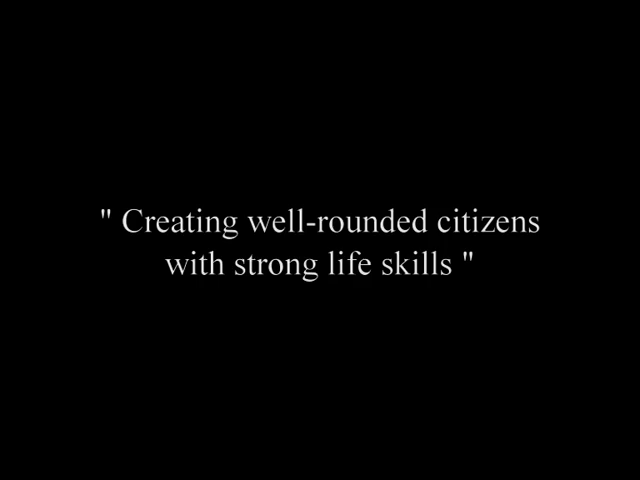 " Creating well-rounded citizens
with strong life skills "